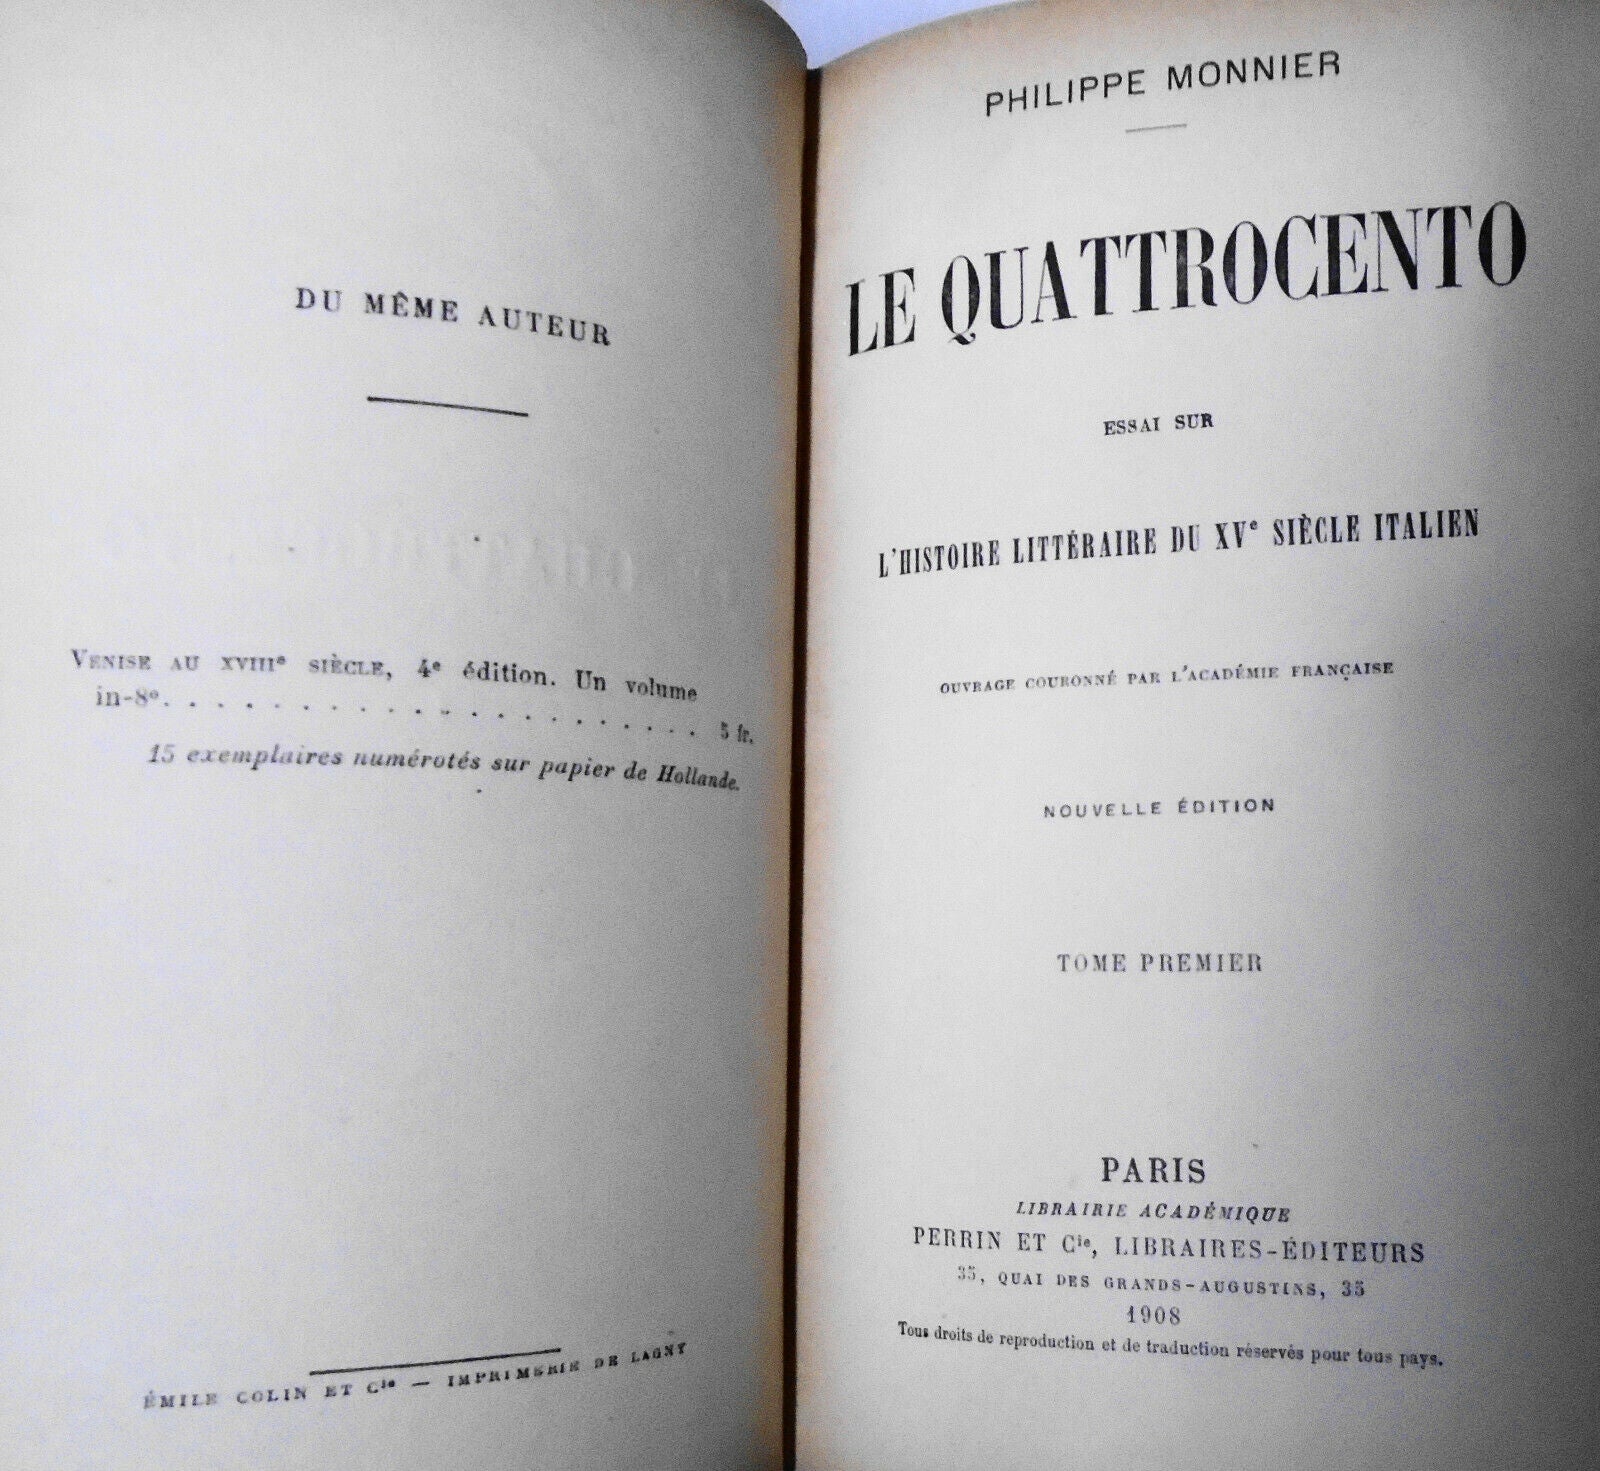 DU MÊME AUTEUR
VENISE AU XVIIIe SIÈCLE, 4e édition. Un volume
in-8o. . . . . . . . . . . . . . . . . . . . 5 fr.
15 exemplaires numérotés sur papier de Hollande.
ÉMILE COLIN ET Cie — IMPRIMERIE DE LAGNY
PHILIPPE MONNIER
LE QUATTROCENTO
ESSAI SUR
L'HISTOIRE LITTÉRAIRE DU XVe SIÈCLE ITALIEN
OUVRAGE COURONNÉ PAR L'ACADÉMIE FRANÇAISE
NOUVELLE ÉDITION
TOME PREMIER
PARIS
LIBRAIRIE ACADÉMIQUE
PERRIN ET Cie, LIBRAIRES-ÉDITEURS
35, QUAI DES GRANDS-AUGUSTINS, 35
1908
Tous droits de reproduction et de traduction réservés pour tous pays.